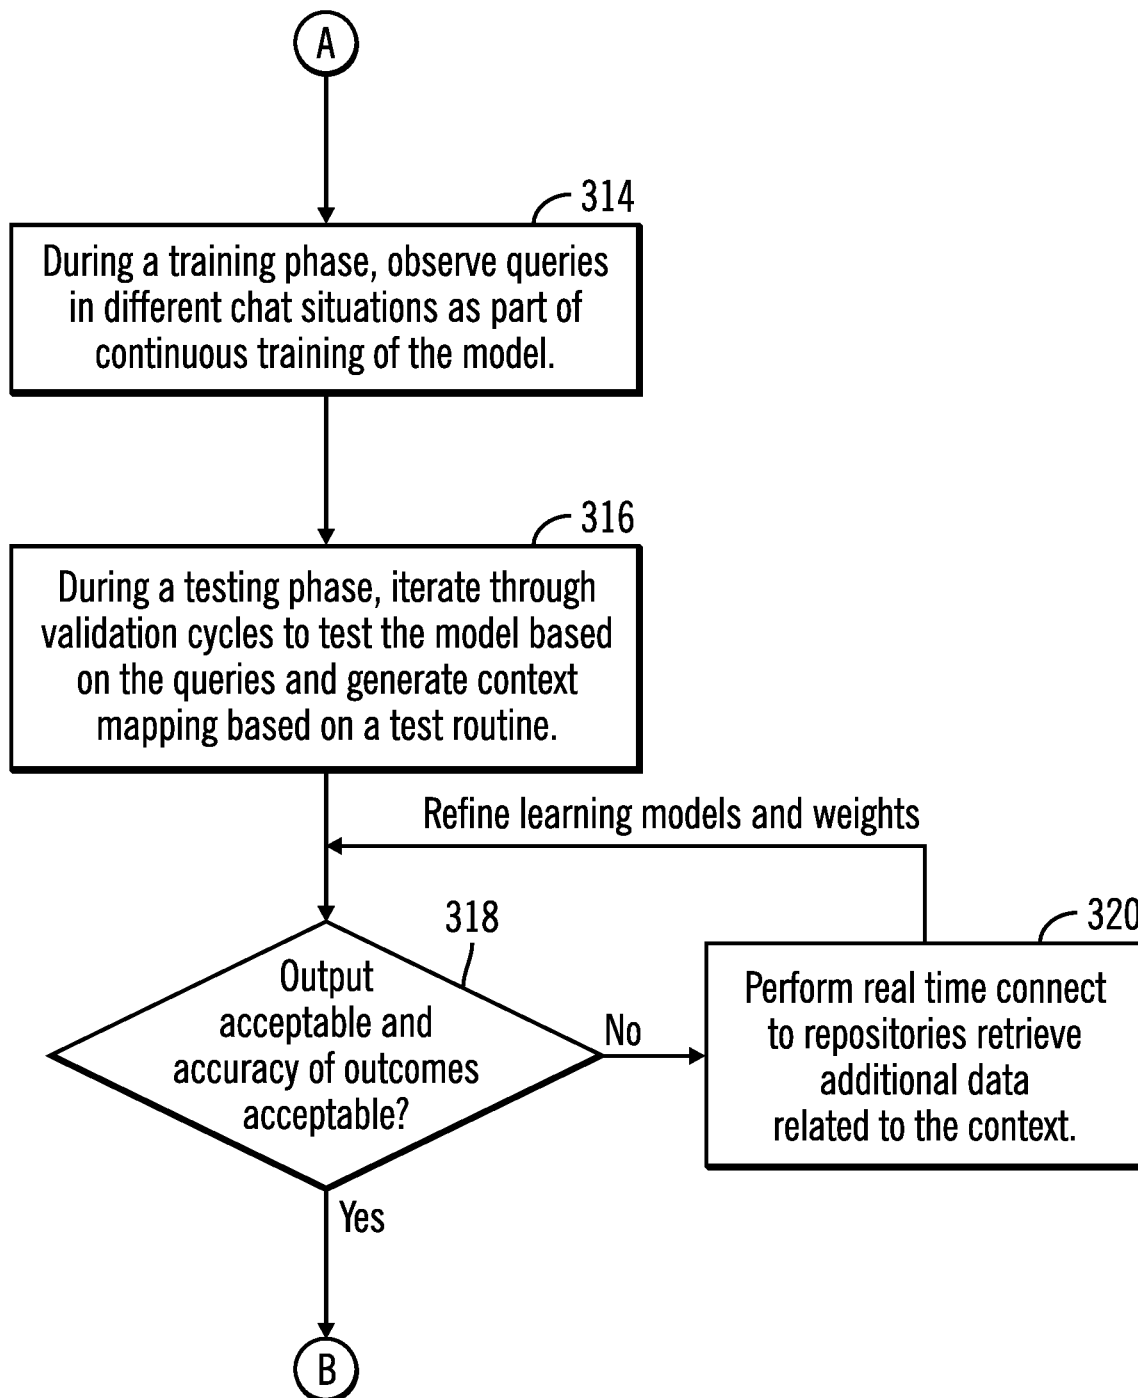 A
314
During a training phase, observe queries
in different chat situations as part of
continuous training of the model.
316
During a testing phase, iterate through
validation cycles to test the model based
on the queries and generate context
mapping based on a test routine.
Refine learning models and weights
318
Output
acceptable and
accuracy of outcomes
acceptable?
No
320
Perform real time connect
to repositories retrieve
additional data
related to the context.
Yes
B